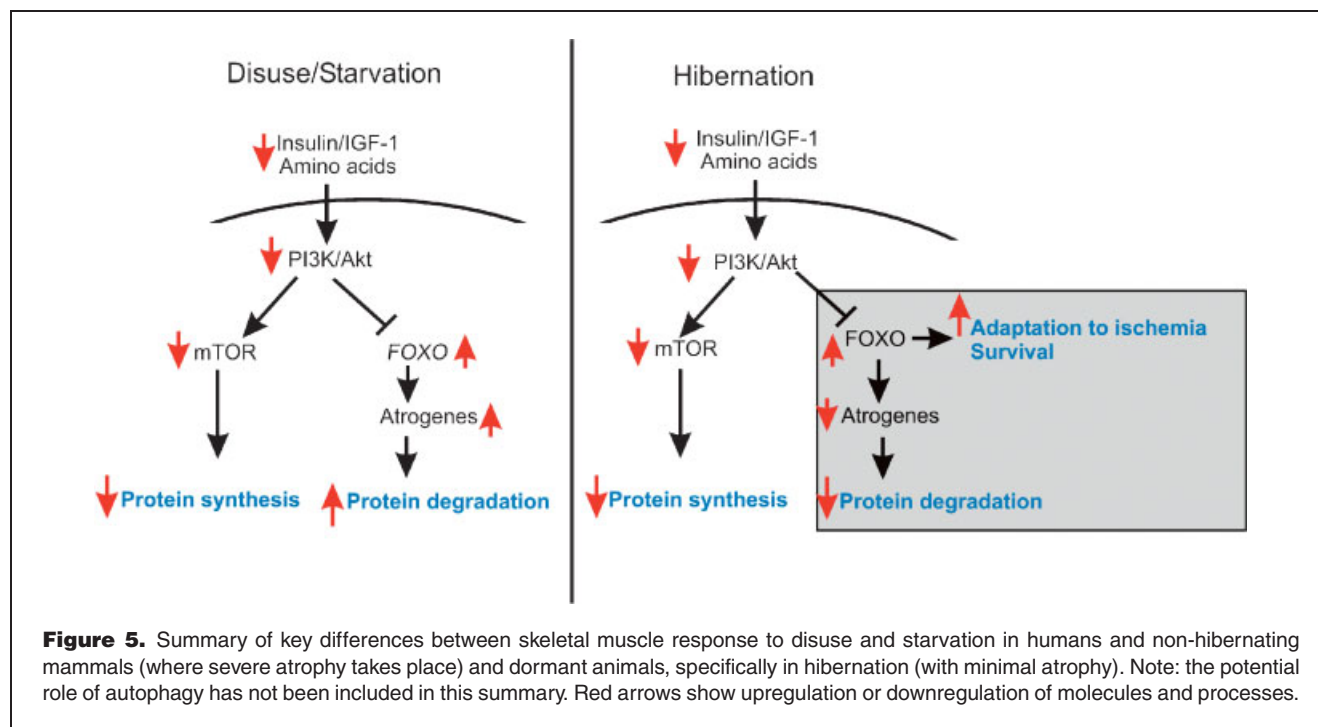 Disuse/Starvation
Insulin/IGF-1
Amino acids
PI3K/Akt
mTOR
FOXO
Atrogenes
Protein synthesis
Protein degradation
Hibernation
Insulin/IGF-1
Amino acids
PI3K/Akt
mTOR
FOXO
Adaptation to ischemia
Survival
Atrogenes
Protein synthesis
Protein degradation
Figure 5. Summary of key differences between skeletal muscle response to disuse and starvation in humans and non-hibernating
mammals (where severe atrophy takes place) and dormant animals, specifically in hibernation (with minimal atrophy). Note: the potential
role of autophagy has not been included in this summary. Red arrows show upregulation or downregulation of molecules and processes.